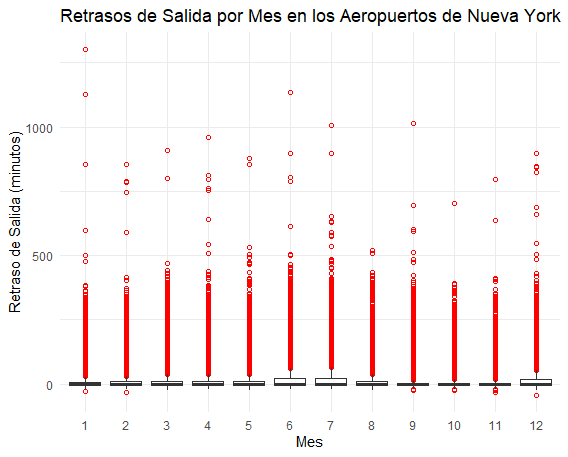 Retrasos de Salida por Mes en los Aeropuertos de Nueva York
1000
500
0
Retraso de Salida (minutos)
1 2 3 4 5 6 7 8 9 10 11 12
Mes